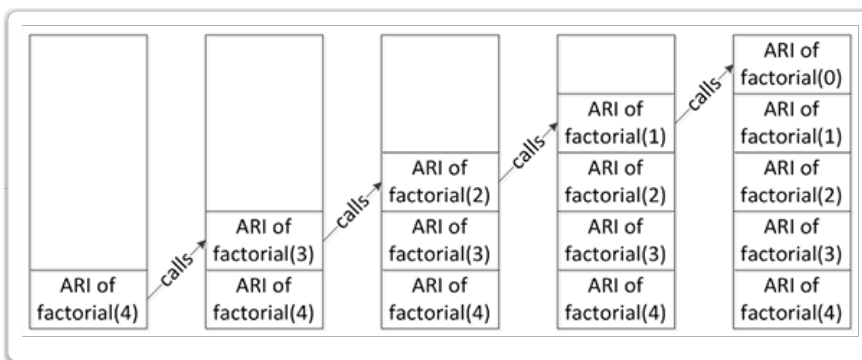 ARI of
factorial(4)
calls
ARI of
factorial(3)
ARI of
factorial(4)
calls
ARI of
factorial(2)
ARI of
factorial(3)
ARI of
factorial(4)
calls
ARI of
factorial(1)
ARI of
factorial(2)
ARI of
factorial(3)
ARI of
factorial(4)
calls
ARI of
factorial(0)
ARI of
factorial(1)
ARI of
factorial(2)
ARI of
factorial(3)
ARI of
factorial(4)